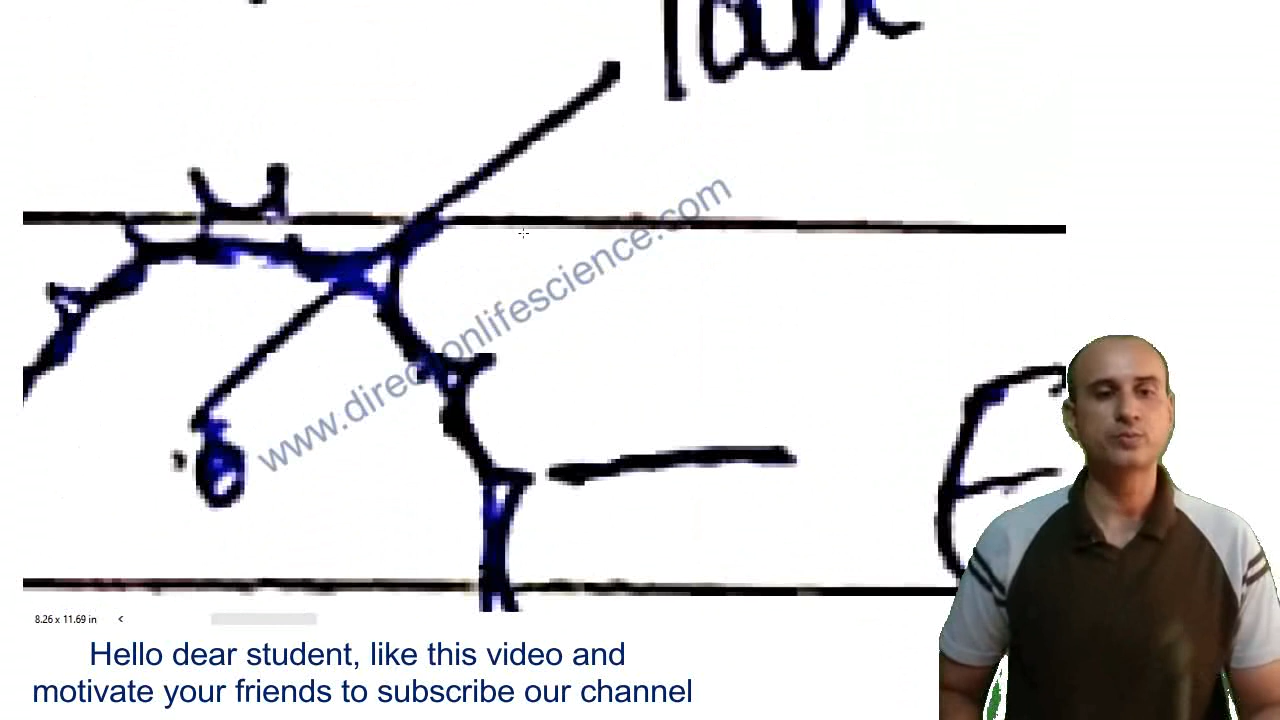 www.directionlifescience.com
8.26 x 11.69 in
Hello dear student, like this video and
motivate your friends to subscribe our channel